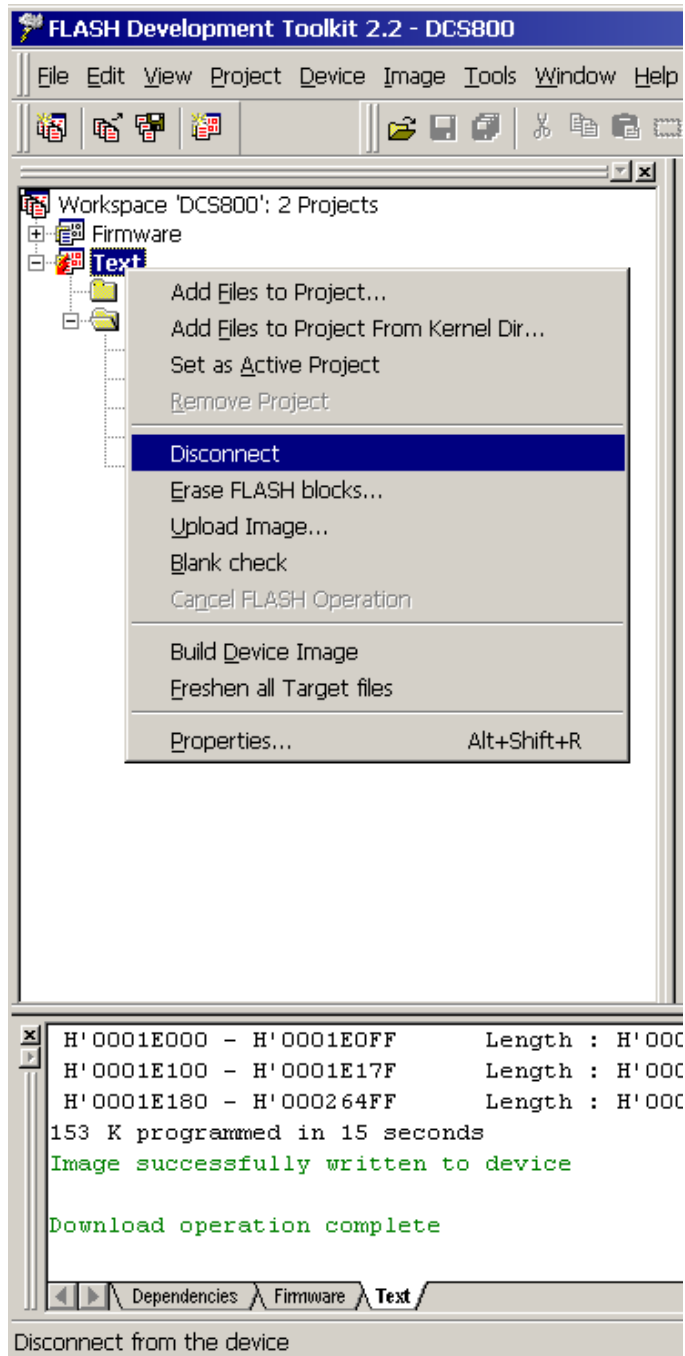 FLASH Development Toolkit 2.2 - DCS800
File Edit View Project Device Image Tools Window Help
Workspace 'DCS800': 2 Projects
Firmware
Text
Add Files to Project...
Add Files to Project From Kernel Dir...
Set as Active Project
Remove Project
Disconnect
Erase FLASH blocks...
Upload Image...
Blank check
Cancel FLASH Operation
Build Device Image
Freshen all Target files
Properties... Alt+Shift+R
H'0001E000 - H'0001E0FF Length : H'000
H'0001E100 - H'0001E17F Length : H'000
H'0001E180 - H'000264FF Length : H'000
153 K programmed in 15 seconds
Image successfully written to device
Download operation complete
Dependencies Firmware Text
Disconnect from the device